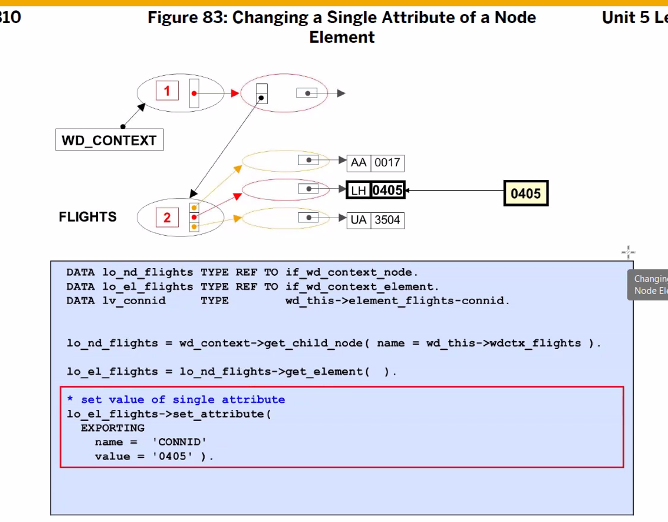 310
Figure 83: Changing a Single Attribute of a Node
Element
Unit 5 Le
1
WD_CONTEXT
AA 0017
LH 0405
0405
FLIGHTS
2
UA 3504
DATA lo_nd_flights TYPE REF TO if_wd_context_node.
DATA lo_el_flights TYPE REF TO if_wd_context_element.
DATA lv_connid TYPE wd_this->element_flights-connid.
lo_nd_flights = wd_context->get_child_node( name = wd_this->wdctx_flights ).
lo_el_flights = lo_nd_flights->get_element( ).
* set value of single attribute
lo_el_flights->set_attribute(
EXPORTING
name = 'CONNID'
value = '0405' ).
Changing
Node Ele